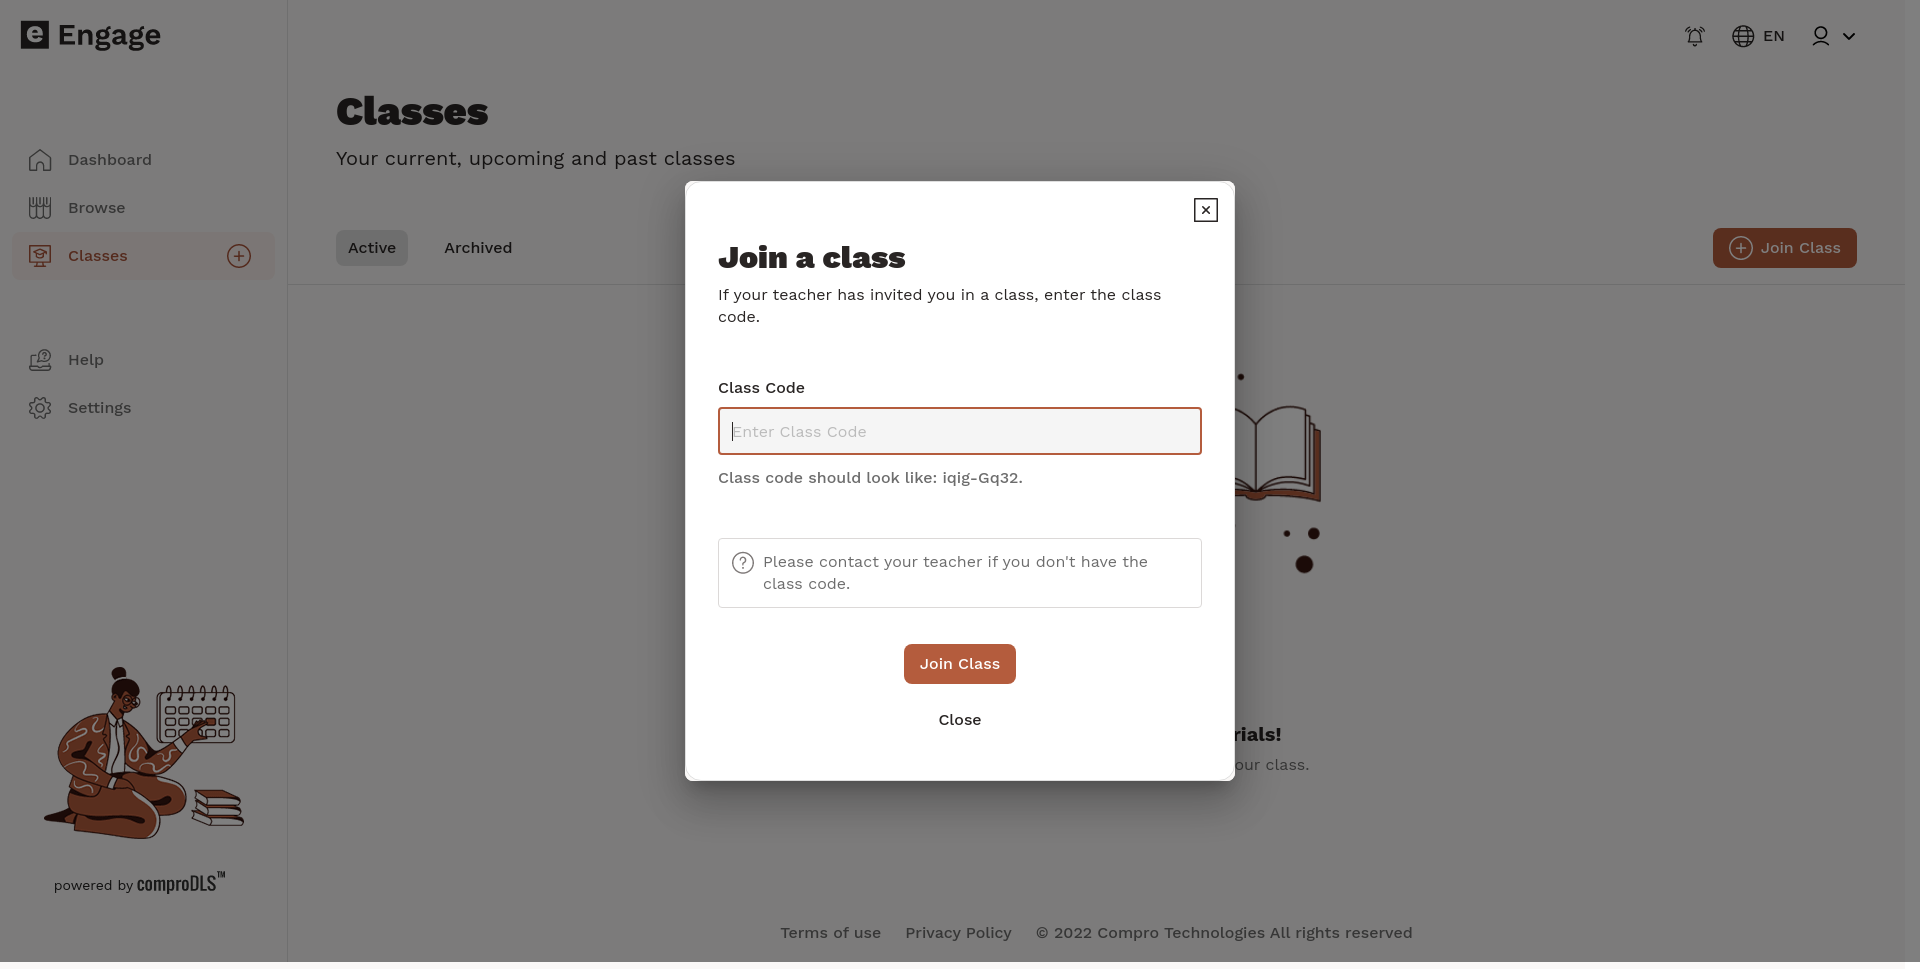 e Engage
EN
Classes
Your current, upcoming and past classes
Dashboard
Browse
Classes
Help
Settings
Active
Archived
Join Class
Join a class
If your teacher has invited you in a class, enter the class
code.
Class Code
Enter Class Code
Class code should look like: iqig-Gq32.
Please contact your teacher if you don't have the
class code.
Join Class
Close
rials!
our class.
powered by comproDLS™
Terms of use
Privacy Policy
© 2022 Compro Technologies All rights reserved